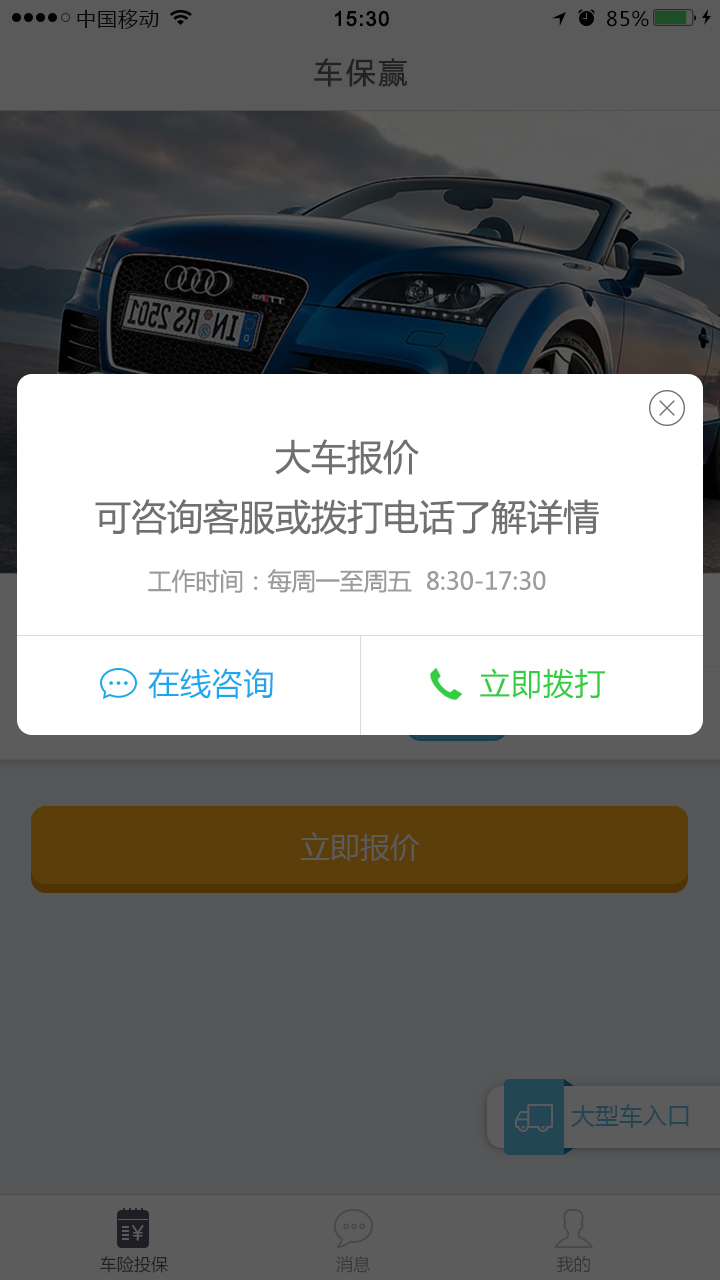 中国移动 15:30 85%
车保赢
TTRS
IN RS 2501
大车报价
可咨询客服或拨打电话了解详情
工作时间：每周一至周五 8:30-17:30
在线咨询 立即拨打
立即报价
大型车入口
车险投保 消息 我的